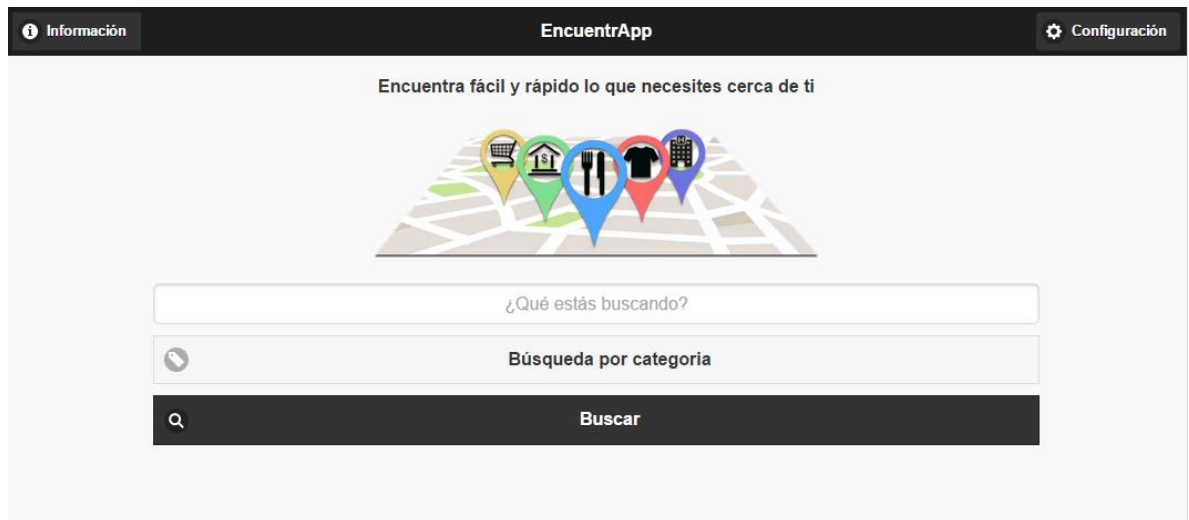 Información
EncuentrApp
Configuración
Encuentra fácil y rápido lo que necesites cerca de ti
$
H
¿Qué estás buscando?
Búsqueda por categoria
Buscar